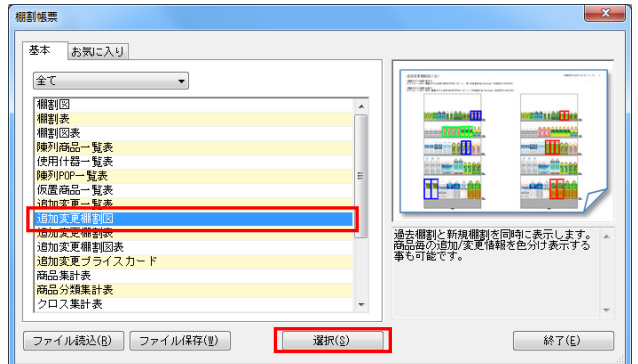 棚割帳票
基本 お気に入り
全て
棚割図
棚割表
棚割図表
陳列商品一覧表
使用什器一覧表
陳列POP一覧表
仮置商品一覧表
追加変更一覧表
追加変更棚割図
追加変更棚割表
追加変更棚割図表
追加変更プライスカード
商品集計表
商品分類集計表
クロス集計表
過去棚割と新規棚割を同時に表示します。
商品毎の追加/変更情報を色分け表示する
事も可能です。
ファイル読込(R) ファイル保存(W) 選択(S) 終了(E)